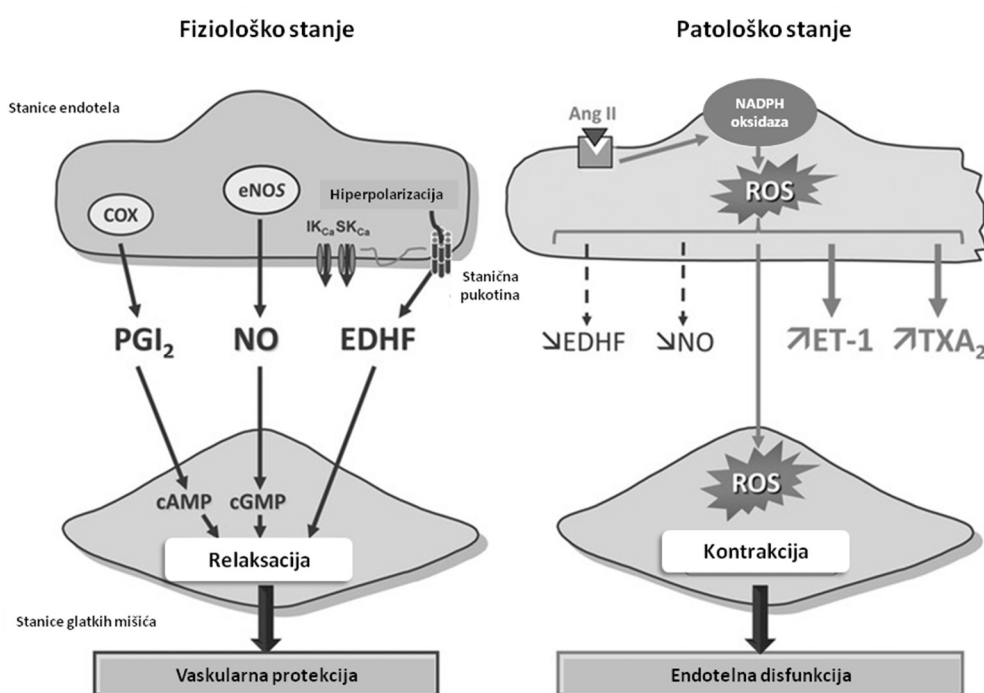 Fiziološko stanje
Stanice endotela
COX
eNOS
Hiperpolarizacija
IKCa SKCa
Stanična
pukotina
PGI2
NO
EDHF
cAMP
cGMP
Relaksacija
Stanice glatkih mišića
Vaskularna protekcija
Patološko stanje
Ang II
NADPH
oksidaza
ROS
↘EDHF
↘NO
↗ET-1
↗TXA2
ROS
Kontrakcija
Endotelna disfunkcija